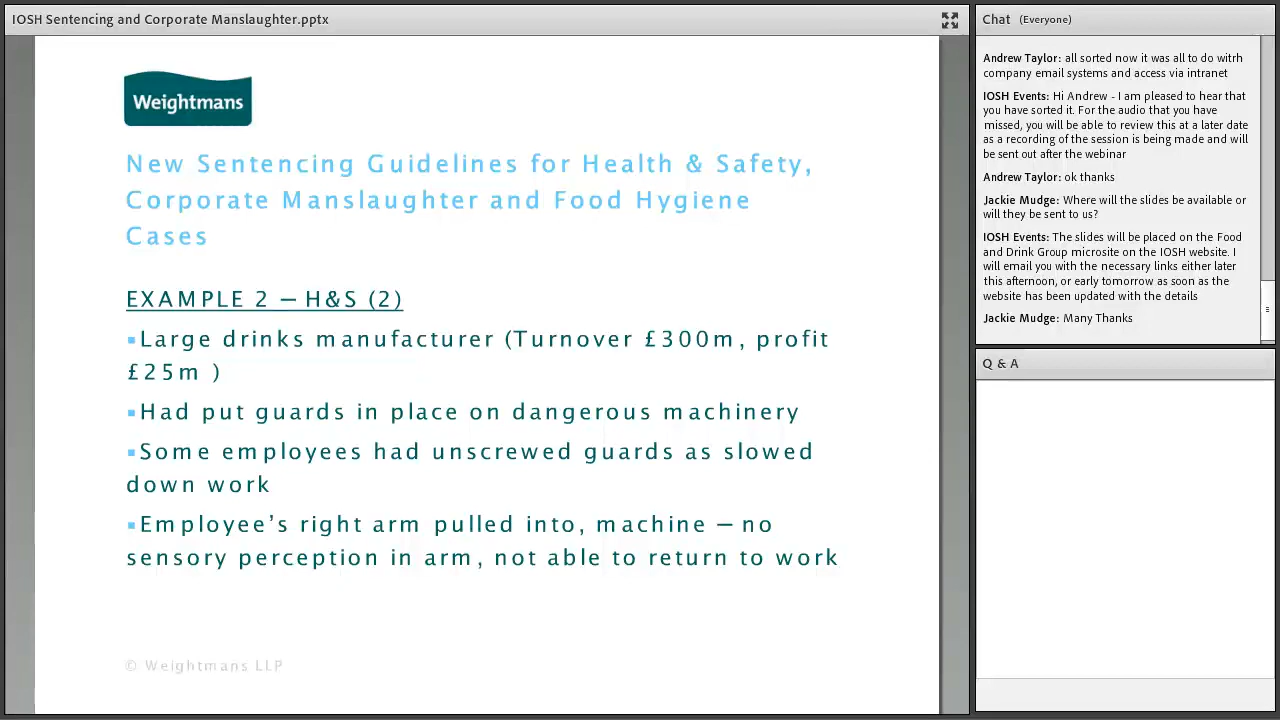 IOSH Sentencing and Corporate Manslaughter.pptx
Weightmans
New Sentencing Guidelines for Health & Safety,
Corporate Manslaughter and Food Hygiene
Cases
EXAMPLE 2 – H&S (2)
▪Large drinks manufacturer (Turnover £300m, profit
£25m )
▪Had put guards in place on dangerous machinery
▪Some employees had unscrewed guards as slowed
down work
▪Employee’s right arm pulled into, machine – no
sensory perception in arm, not able to return to work
© Weightmans LLP
Chat (Everyone)
Andrew Taylor: all sorted now it was all to do witrh
company email systems and access via intranet
IOSH Events: Hi Andrew - I am pleased to hear that
you have sorted it. For the audio that you have
missed, you will be able to review this at a later date
as a recording of the session is being made and will
be sent out after the webinar
Andrew Taylor: ok thanks
Jackie Mudge: Where will the slides be available or
will they be sent to us?
IOSH Events: The slides will be placed on the Food
and Drink Group microsite on the IOSH website. I
will email you with the necessary links either later
this afternoon, or early tomorrow as soon as the
website has been updated with the details
Jackie Mudge: Many Thanks
Q & A